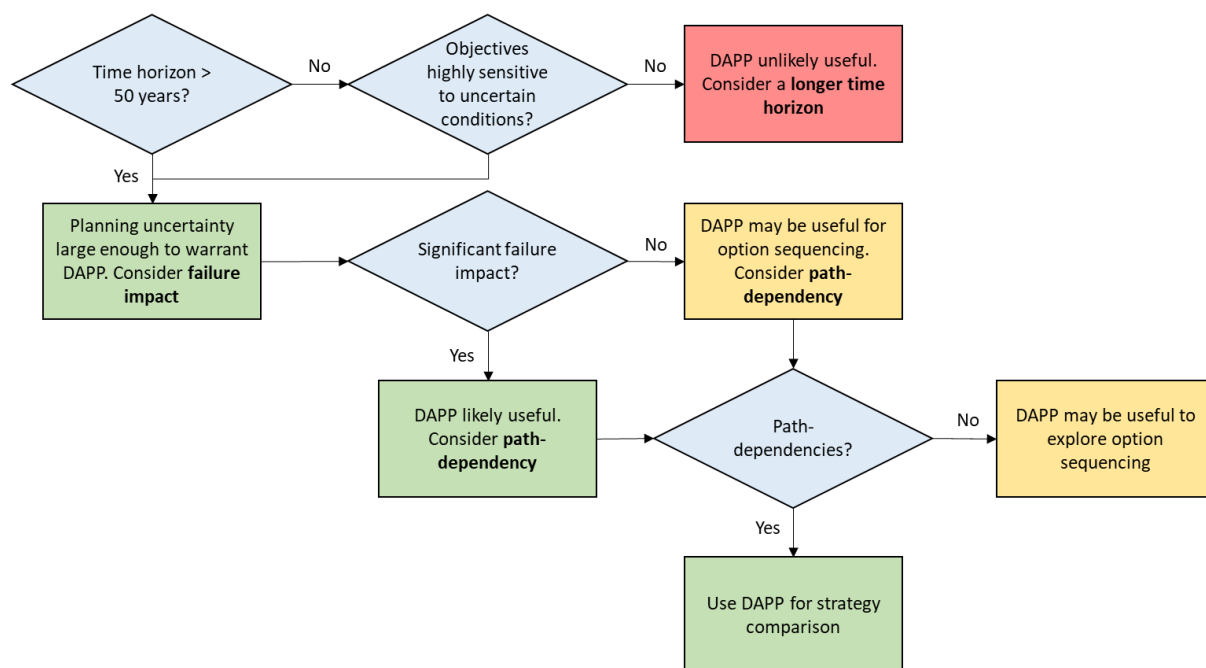 Time horizon >
50 years?
No
Objectives
highly sensitive
to uncertain
conditions?
No
DAPP unlikely useful.
Consider a longer time
horizon
Yes
Planning uncertainty
large enough to warrant
DAPP. Consider failure
impact
Significant failure
impact?
No
DAPP may be useful for
option sequencing.
Consider path-
dependency
Yes
DAPP likely useful.
Consider path-
dependency
Path-
dependencies?
No
DAPP may be useful to
explore option
sequencing
Yes
Use DAPP for strategy
comparison